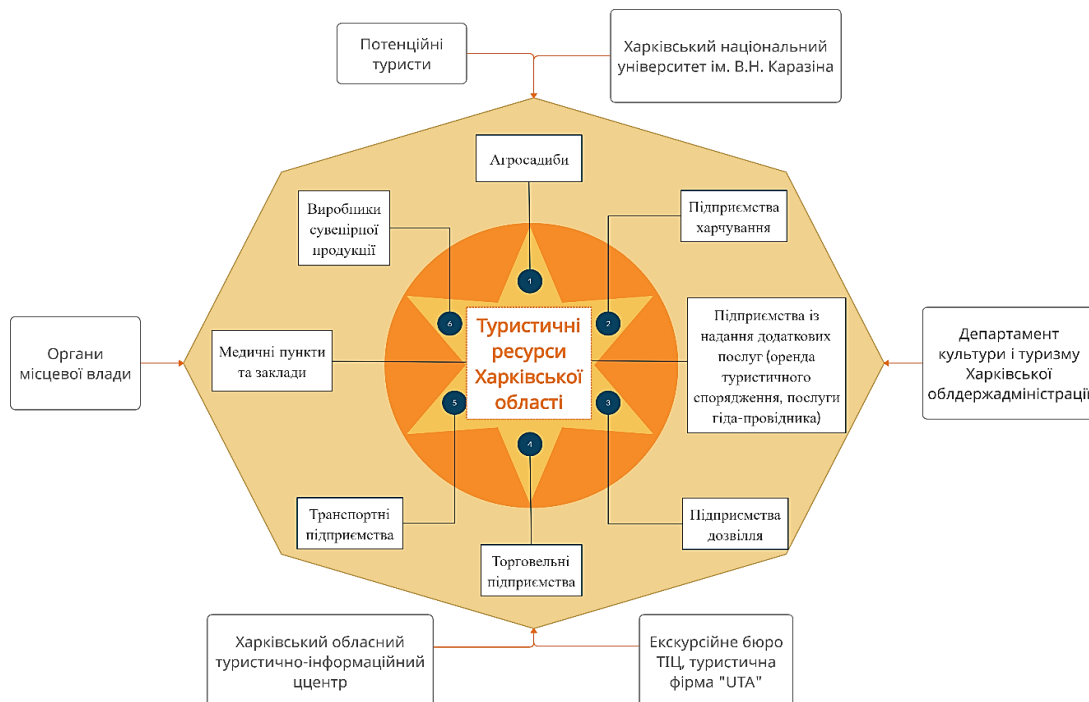 Потенційні
туристи
Харківський національний
університет ім. В.Н. Каразіна
Агросадиби
Виробники
сувенірної
продукції
Підприємства
харчування
1
6
2
Туристичні
ресурси
Харківської
області
Органи
місцевої влади
Медичні пункти
та заклади
Підприємства із
надання додаткових
послуг (оренда
туристичного
спорядження, послуги
гіда-провідника)
Департамент
культури і туризму
Харківської
облдержадміністрації
5
3
4
Транспортні
підприємства
Торговельні
підприємства
Підприємства
дозвілля
Харківський обласний
туристично-інформаційний
ццентр
Екскурсійне бюро
ТІЦ, туристична
фірма "UTA"